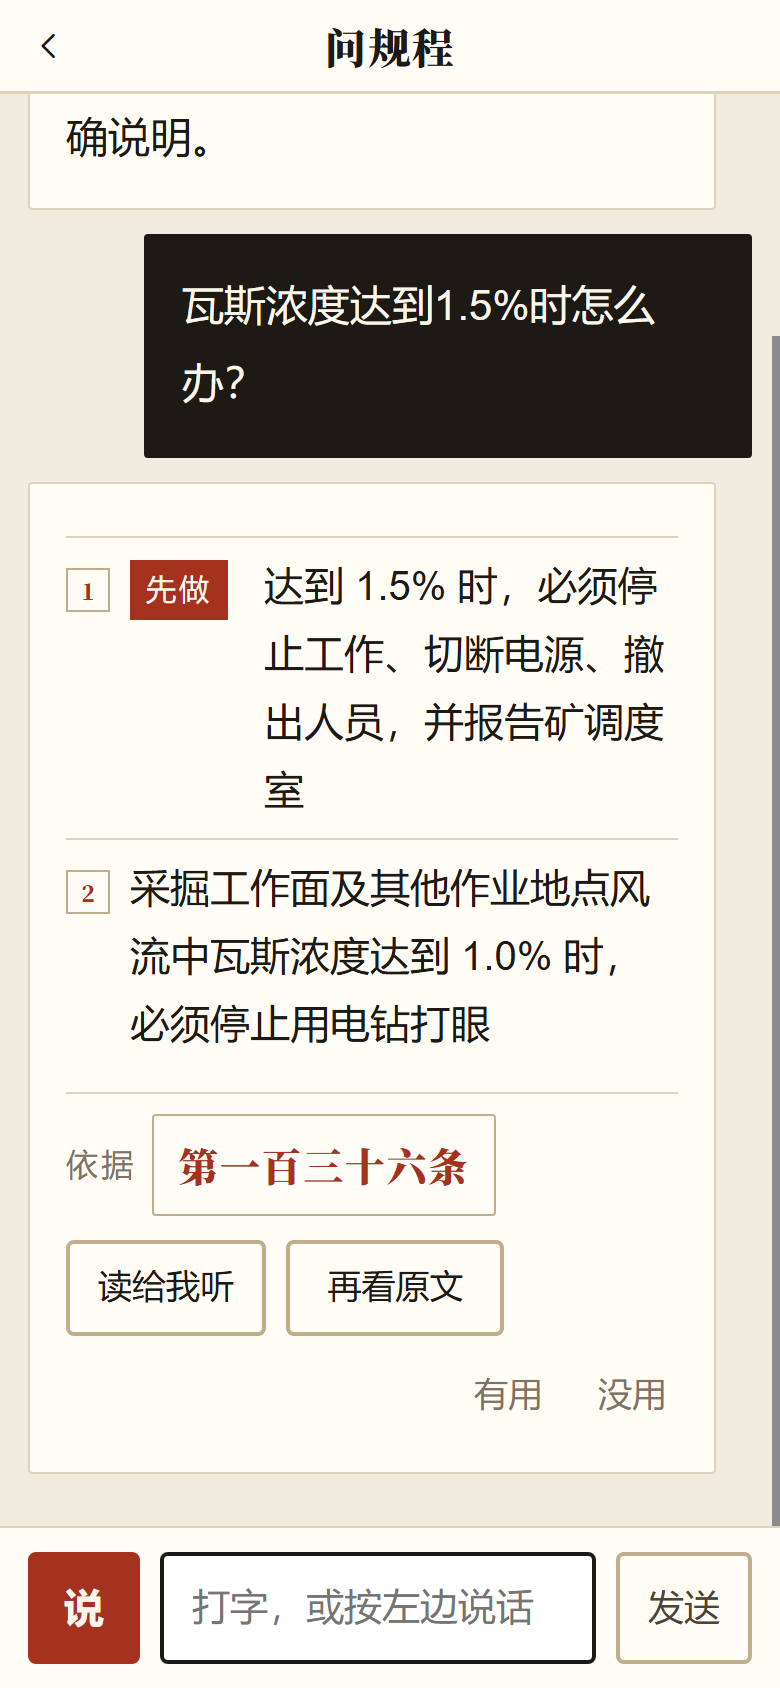 问规程
确说明。
瓦斯浓度达到1.5%时怎么
办？
1 先做 达到 1.5% 时，必须停
止工作、切断电源、撤
出人员，并报告矿调度
室
2 采掘工作面及其他作业地点风
流中瓦斯浓度达到 1.0% 时，
必须停止用电钻打眼
依据 第一百三十六条
读给我听 再看原文
有用 没用
说 打字，或按左边说话 发送